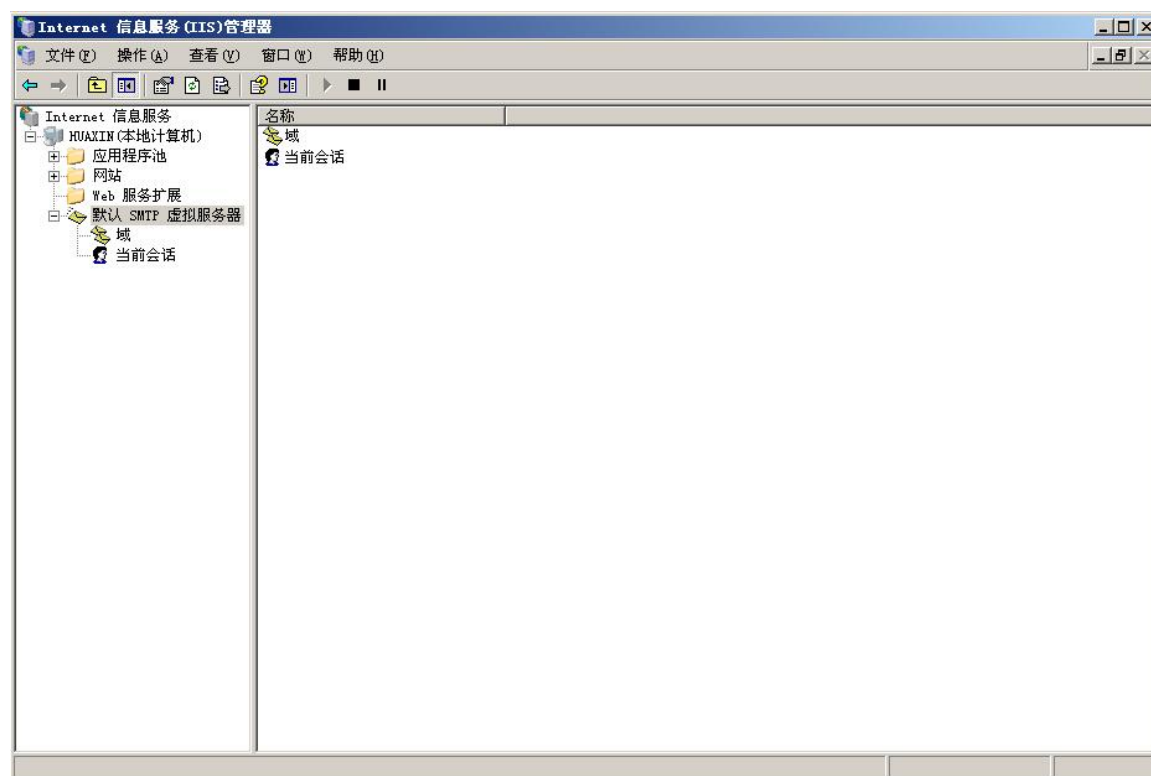 Internet 信息服务(IIS)管理器
文件(F) 操作(A) 查看(V) 窗口(W) 帮助(H)
Internet 信息服务
HUAXIN(本地计算机)
应用程序池
网站
Web 服务扩展
默认 SMTP 虚拟服务器
域
当前会话
名称
域
当前会话